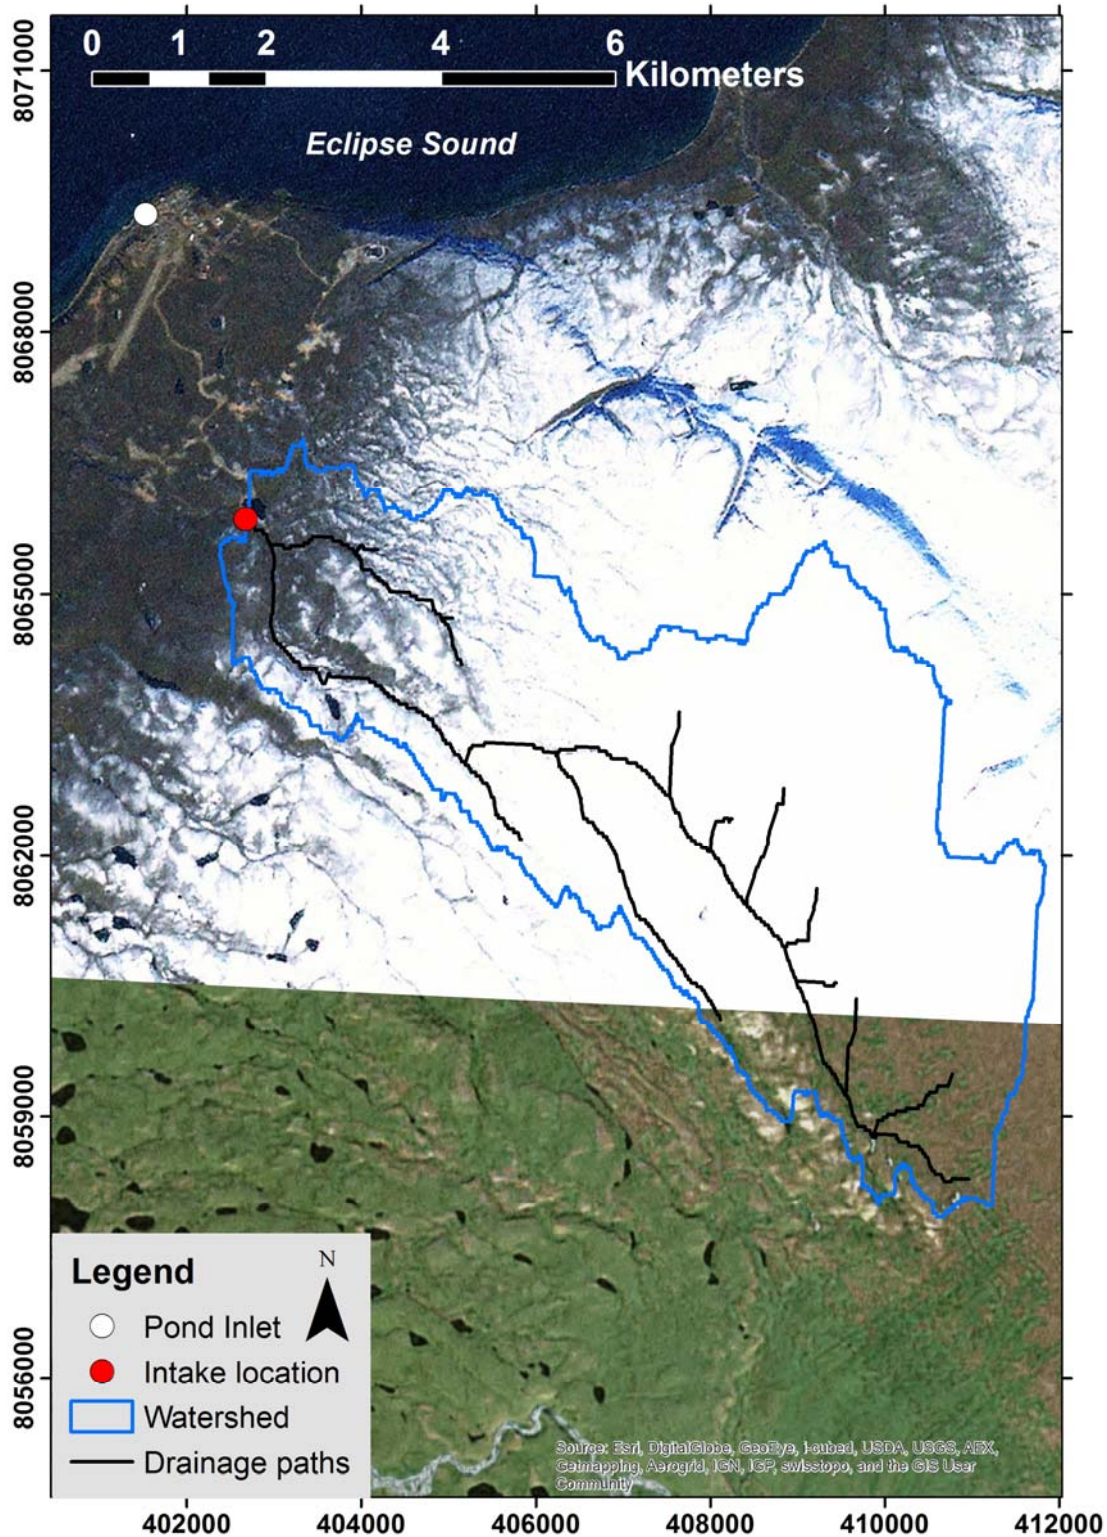 0 1 2 4 6
Kilometers
Eclipse Sound
8071000
8068000
8065000
8062000
8059000
8056000
Legend
N
Pond Inlet
Intake location
Watershed
Drainage paths
Source: Esri, DigitalGlobe, GeoEye, i-cubed, USDA, USGS, AEX,
Getmapping, Aerogrid, IGN, IGP, swisstopo, and the GIS User
Community
402000 404000 406000 408000 410000 412000